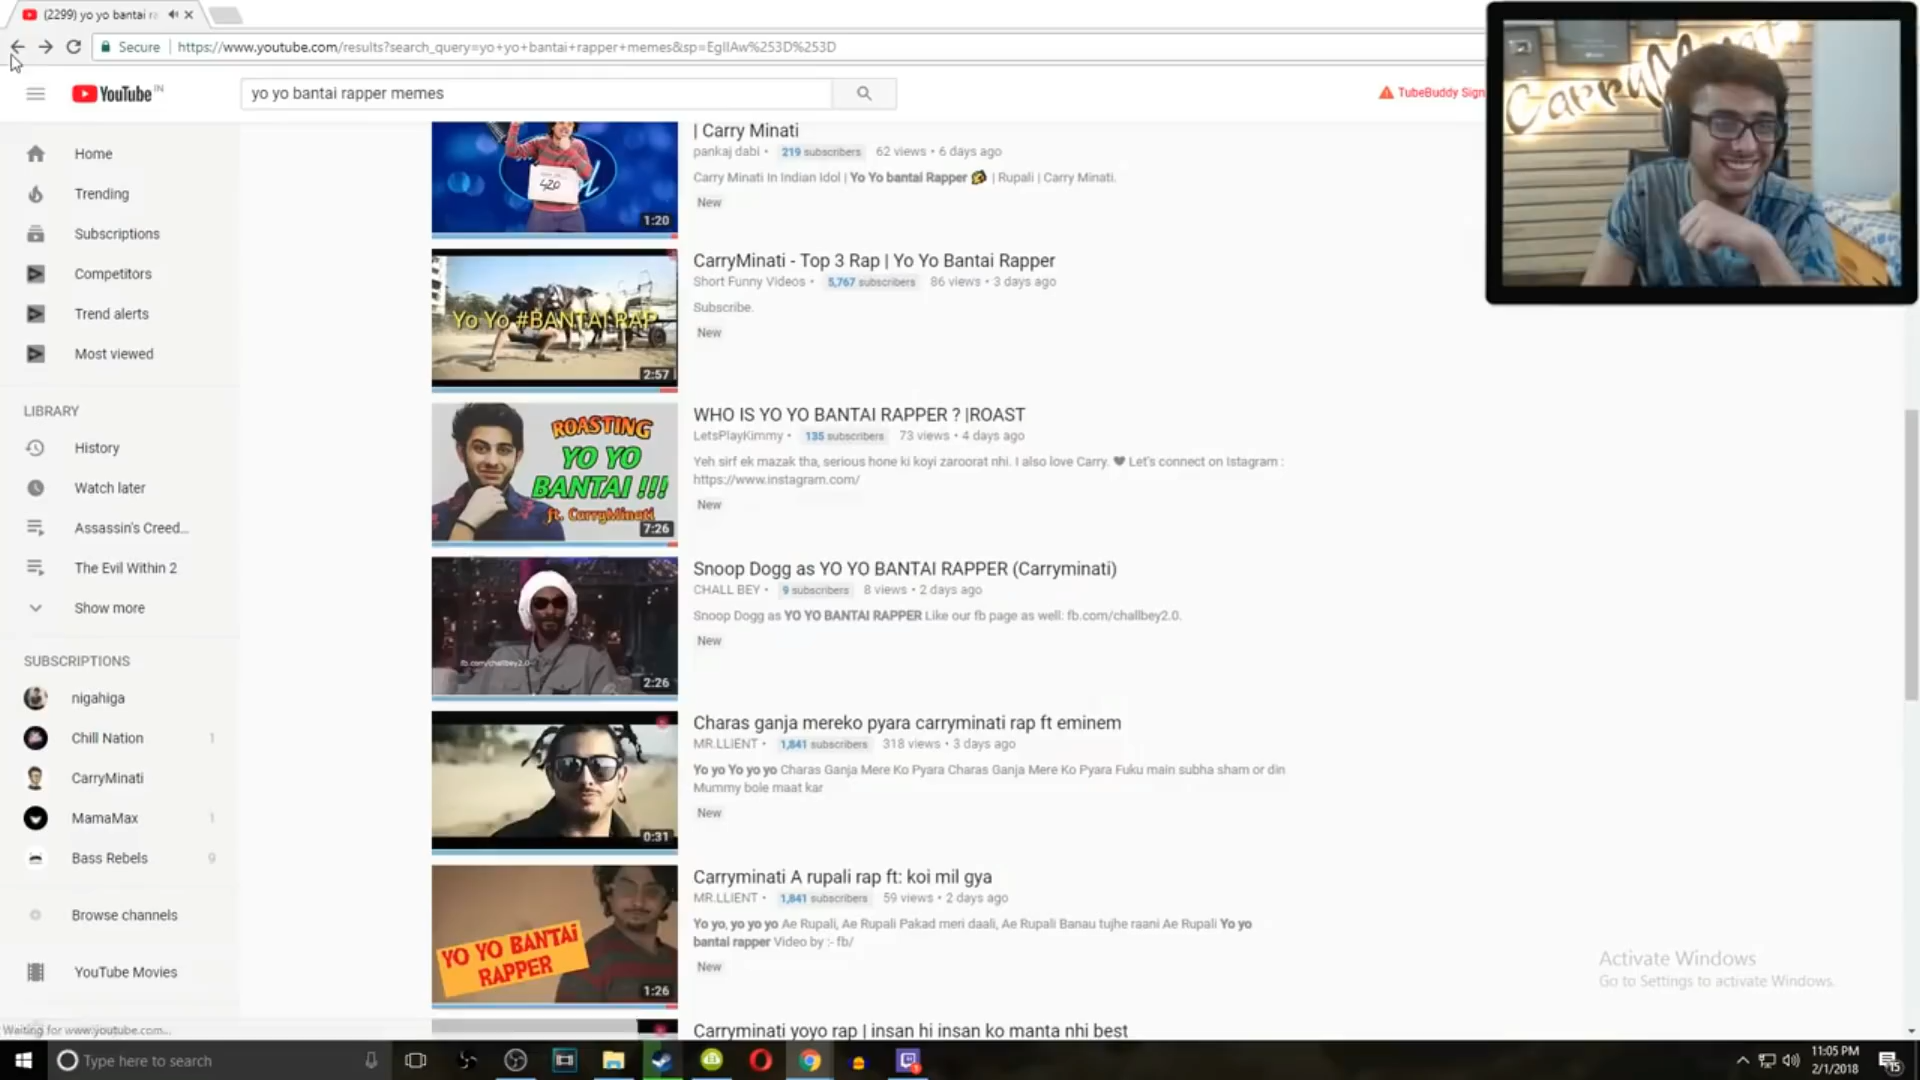 (2299) yo yo bantai ra
Secure
https://www.youtube.com/results?search_query=yo+yo+bantai+rapper+memes&sp=EgIIAw%253D%253D
YouTube IN
yo yo bantai rapper memes
TubeBuddy Sign
Home
Trending
Subscriptions
Competitors
Trend alerts
Most viewed
LIBRARY
History
Watch later
Assassin's Creed...
The Evil Within 2
Show more
SUBSCRIPTIONS
nigahiga
Chill Nation 1
CarryMinati
MamaMax 1
Bass Rebels 9
Browse channels
YouTube Movies
420
1:20
| Carry Minati
pankaj dabi • 219 subscribers 62 views • 6 days ago
Carry Minati In Indian Idol | Yo Yo bantai Rapper | Rupali | Carry Minati.
New
Yo Yo #BANTAI RAP
2:57
CarryMinati - Top 3 Rap | Yo Yo Bantai Rapper
Short Funny Videos • 5,767 subscribers 86 views • 3 days ago
Subscribe.
New
ROASTING
YO YO
BANTAI !!!
ft. CarryMinati
7:26
WHO IS YO YO BANTAI RAPPER ? |ROAST
LetsPlayKimmy • 135 subscribers 73 views • 4 days ago
Yeh sirf ek mazak tha, serious hone ki koyi zaroorat nhi. I also love Carry. ♥ Let's connect on Istagram :
https://www.instagram.com/
New
fb.com/challbey2.0
2:26
Snoop Dogg as YO YO BANTAI RAPPER (Carryminati)
CHALL BEY • 9 subscribers 8 views • 2 days ago
Snoop Dogg as YO YO BANTAI RAPPER Like our fb page as well: fb.com/challbey2.0.
New
0:31
Charas ganja mereko pyara carryminati rap ft eminem
MR.LLIENT • 1,841 subscribers 318 views • 3 days ago
Yo yo Yo yo yo Charas Ganja Mere Ko Pyara Charas Ganja Mere Ko Pyara Fuku main subha sham or din
Mummy bole maat kar
New
YO YO BANTAi
RAPPER
1:26
Carryminati A rupali rap ft: koi mil gya
MR.LLIENT • 1,841 subscribers 59 views • 2 days ago
Yo yo, yo yo yo Ae Rupali, Ae Rupali Pakad meri daali, Ae Rupali Banau tujhe raani Ae Rupali Yo yo
bantai rapper Video by :- fb/
New
Carryminati yoyo rap | insan hi insan ko manta nhi best
CarryMinati
Activate Windows
Go to Settings to activate Windows.
Waiting for www.youtube.com...
Type here to search
11:05 PM
2/1/2018
15